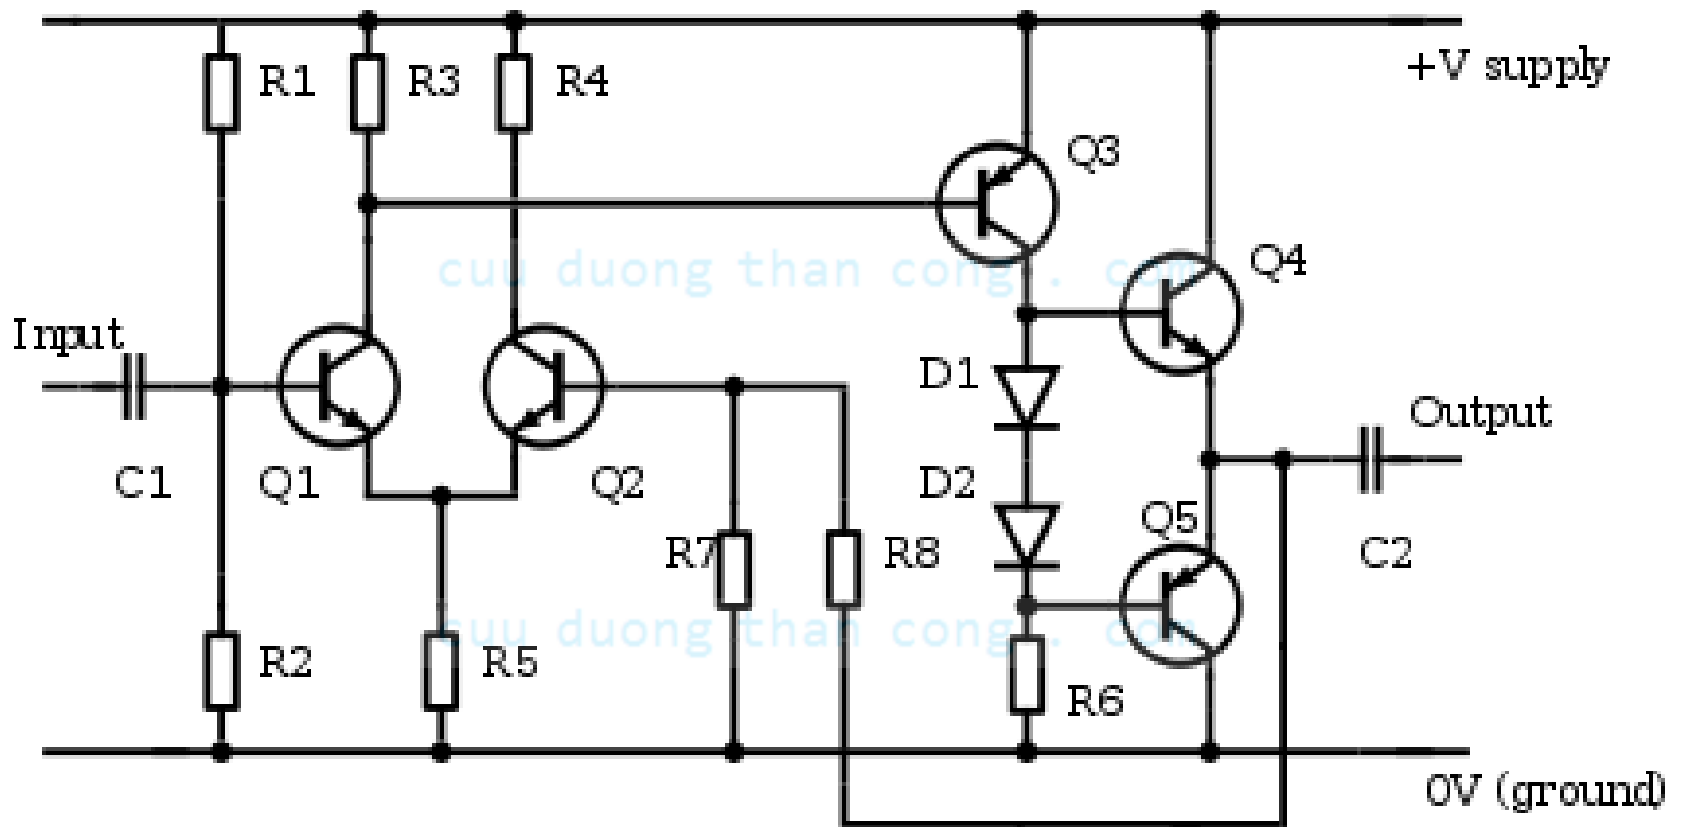 R1
R3
R4
+V supply
Q3
cuu duong than cong . com
Q4
Input
D1
Output
C1
Q1
Q2
D2
Q5
R7
R8
C2
cuu duong than cong . com
R2
R5
R6
0V (ground)